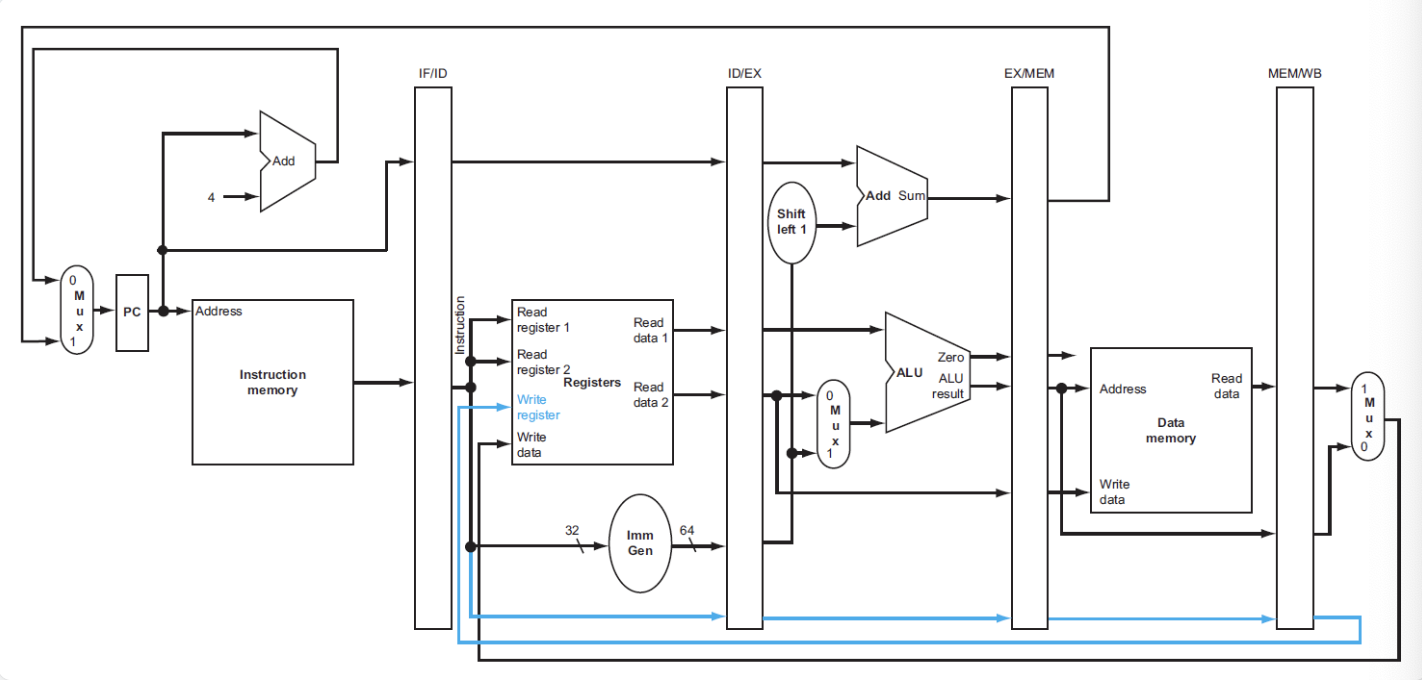 IF/ID
ID/EX
EX/MEM
MEM/WB
Add
4
Add Sum
Shift
left 1
0
M
u
x
1
PC
Address
Instruction
memory
Instruction
Read
register 1
Read
register 2
Write
register
Write
data
Registers
Read
data 1
Read
data 2
0
M
u
x
1
ALU
Zero
ALU
result
Address
Read
data
Data
memory
Write
data
1
M
u
x
0
32
Imm
Gen
64